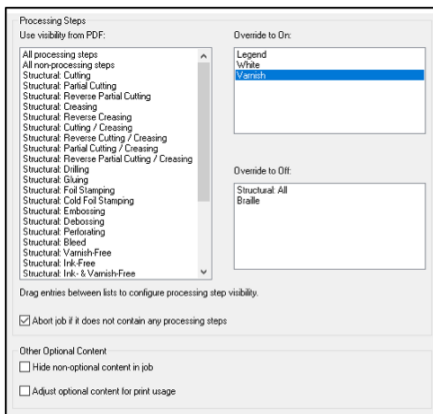 Processing Steps
Use visibility from PDF:
All processing steps
All non-processing steps
Structural: Cutting
Structural: Partial Cutting
Structural: Reverse Partial Cutting
Structural: Creasing
Structural: Reverse Creasing
Structural: Cutting / Creasing
Structural: Reverse Cutting / Creasing
Structural: Partial Cutting / Creasing
Structural: Reverse Partial Cutting / Creasing
Structural: Drilling
Structural: Gluing
Structural: Foil Stamping
Structural: Cold Foil Stamping
Structural: Embossing
Structural: Debossing
Structural: Perforating
Structural: Bleed
Structural: Varnish-Free
Structural: Ink-Free
Structural: Ink- & Varnish-Free
Override to On:
Legend
White
Varnish
Override to Off:
Structural: All
Braille
Drag entries between lists to configure processing step visibility.
Abort job if it does not contain any processing steps
Other Optional Content
Hide non-optional content in job
Adjust optional content for print usage